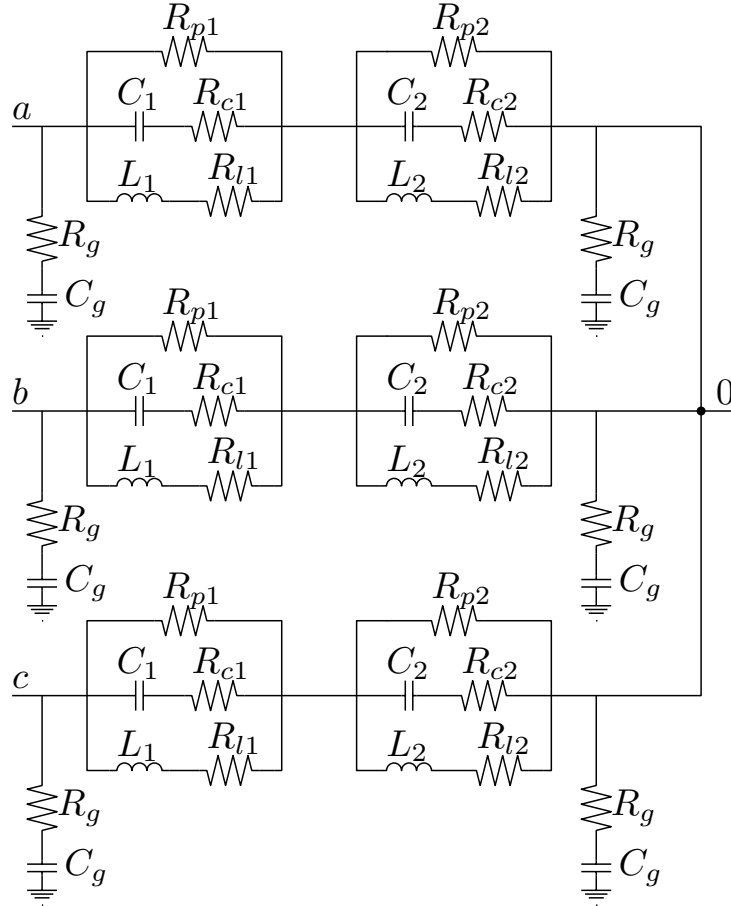 R_{p1} R_{p2}
C_1 R_{c1} C_2 R_{c2}
a
L_1 R_{l1} L_2 R_{l2}
R_g R_g
C_g C_g
R_{p1} R_{p2}
C_1 R_{c1} C_2 R_{c2}
b 0
L_1 R_{l1} L_2 R_{l2}
R_g R_g
C_g C_g
R_{p1} R_{p2}
C_1 R_{c1} C_2 R_{c2}
c
L_1 R_{l1} L_2 R_{l2}
R_g R_g
C_g C_g